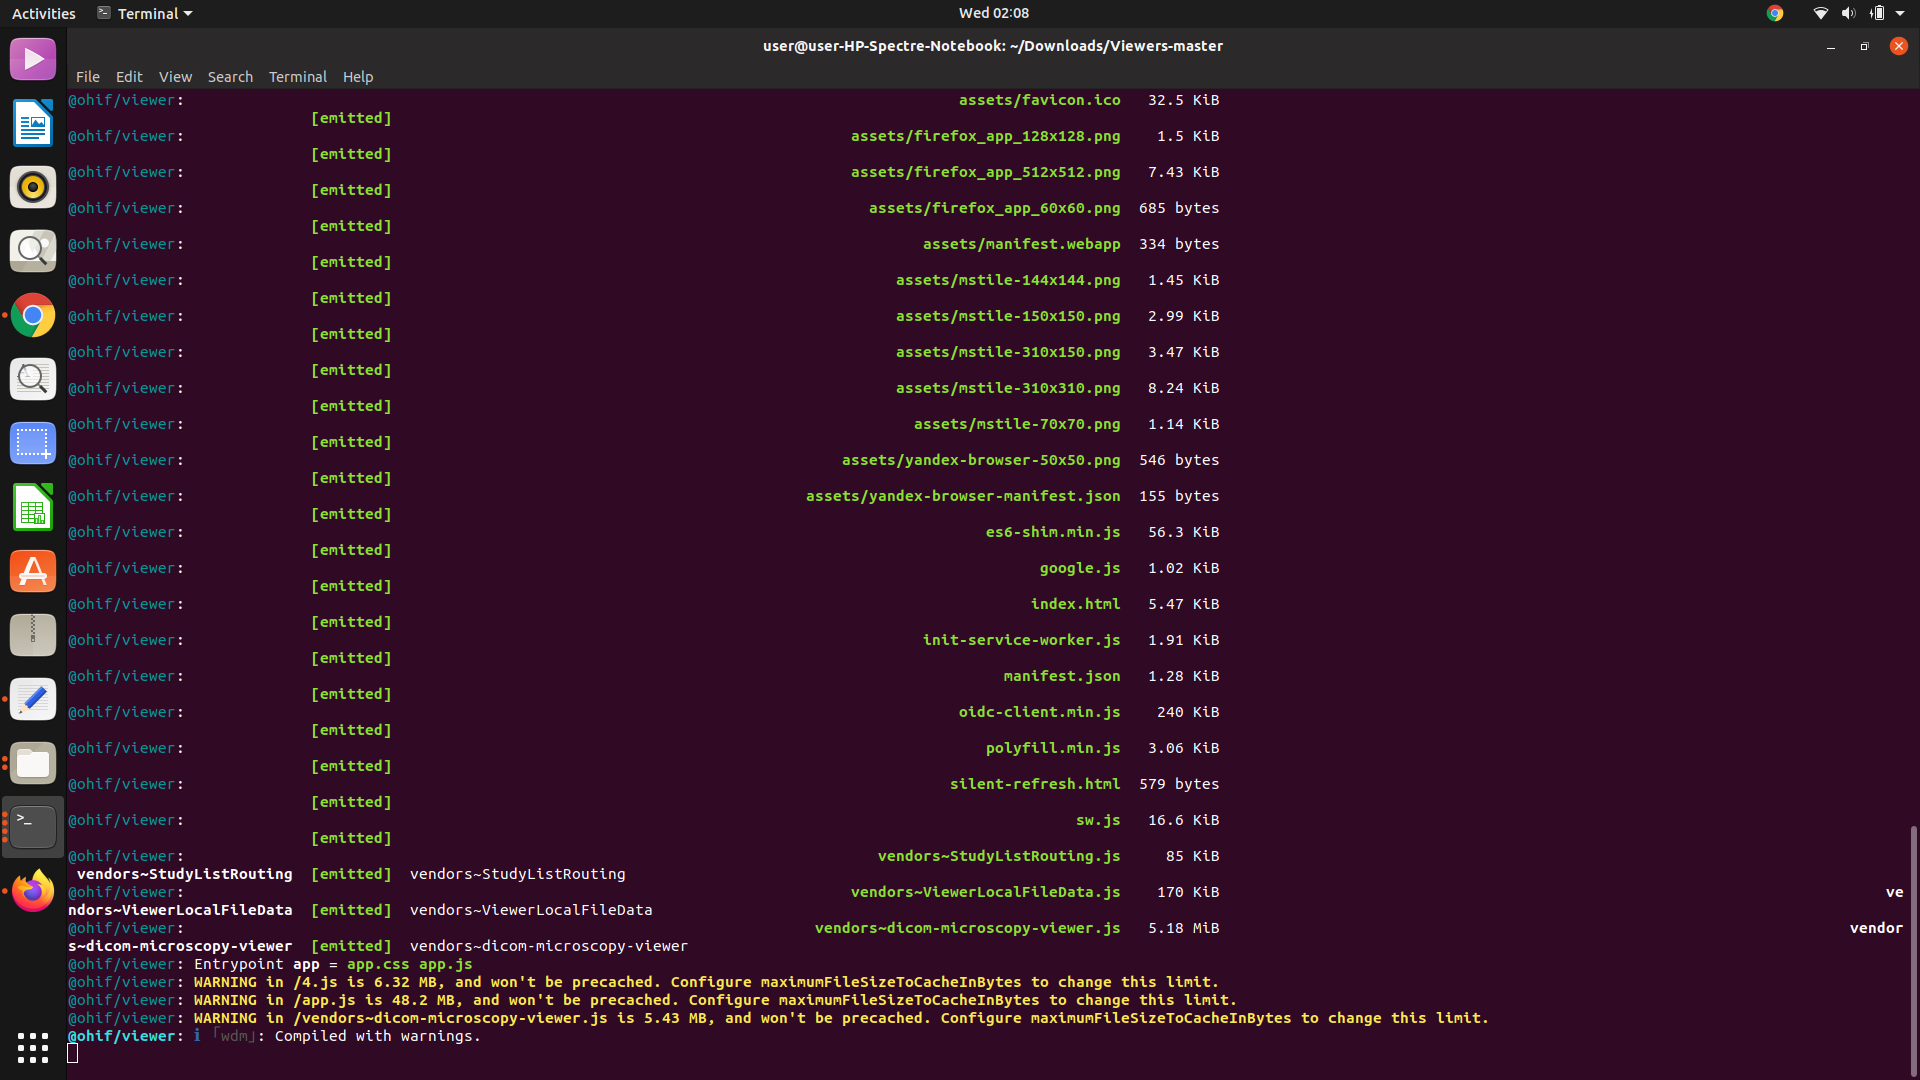 Activities Terminal Wed 02:08
user@user-HP-Spectre-Notebook: ~/Downloads/Viewers-master
File Edit View Search Terminal Help
@ohif/viewer: assets/favicon.ico 32.5 KiB
[emitted]
@ohif/viewer: assets/firefox_app_128x128.png 1.5 KiB
[emitted]
@ohif/viewer: assets/firefox_app_512x512.png 7.43 KiB
[emitted]
@ohif/viewer: assets/firefox_app_60x60.png 685 bytes
[emitted]
@ohif/viewer: assets/manifest.webapp 334 bytes
[emitted]
@ohif/viewer: assets/mstile-144x144.png 1.45 KiB
[emitted]
@ohif/viewer: assets/mstile-150x150.png 2.99 KiB
[emitted]
@ohif/viewer: assets/mstile-310x150.png 3.47 KiB
[emitted]
@ohif/viewer: assets/mstile-310x310.png 8.24 KiB
[emitted]
@ohif/viewer: assets/mstile-70x70.png 1.14 KiB
[emitted]
@ohif/viewer: assets/yandex-browser-50x50.png 546 bytes
[emitted]
@ohif/viewer: assets/yandex-browser-manifest.json 155 bytes
[emitted]
@ohif/viewer: es6-shim.min.js 56.3 KiB
[emitted]
@ohif/viewer: google.js 1.02 KiB
[emitted]
@ohif/viewer: index.html 5.47 KiB
[emitted]
@ohif/viewer: init-service-worker.js 1.91 KiB
[emitted]
@ohif/viewer: manifest.json 1.28 KiB
[emitted]
@ohif/viewer: oidc-client.min.js 240 KiB
[emitted]
@ohif/viewer: polyfill.min.js 3.06 KiB
[emitted]
@ohif/viewer: silent-refresh.html 579 bytes
[emitted]
@ohif/viewer: sw.js 16.6 KiB
[emitted]
@ohif/viewer: vendors~StudyListRouting.js 85 KiB
vendors~StudyListRouting [emitted] vendors~StudyListRouting
@ohif/viewer: vendors~ViewerLocalFileData.js 170 KiB ve
ndors~ViewerLocalFileData [emitted] vendors~ViewerLocalFileData
@ohif/viewer: vendors~dicom-microscopy-viewer.js 5.18 MiB vendor
s~dicom-microscopy-viewer [emitted] vendors~dicom-microscopy-viewer
@ohif/viewer: Entrypoint app = app.css app.js
@ohif/viewer: WARNING in /4.js is 6.32 MB, and won't be precached. Configure maximumFileSizeToCacheInBytes to change this limit.
@ohif/viewer: WARNING in /app.js is 48.2 MB, and won't be precached. Configure maximumFileSizeToCacheInBytes to change this limit.
@ohif/viewer: WARNING in /vendors~dicom-microscopy-viewer.js is 5.43 MB, and won't be precached. Configure maximumFileSizeToCacheInBytes to change this limit.
@ohif/viewer: ℹ ｢wdm｣: Compiled with warnings.